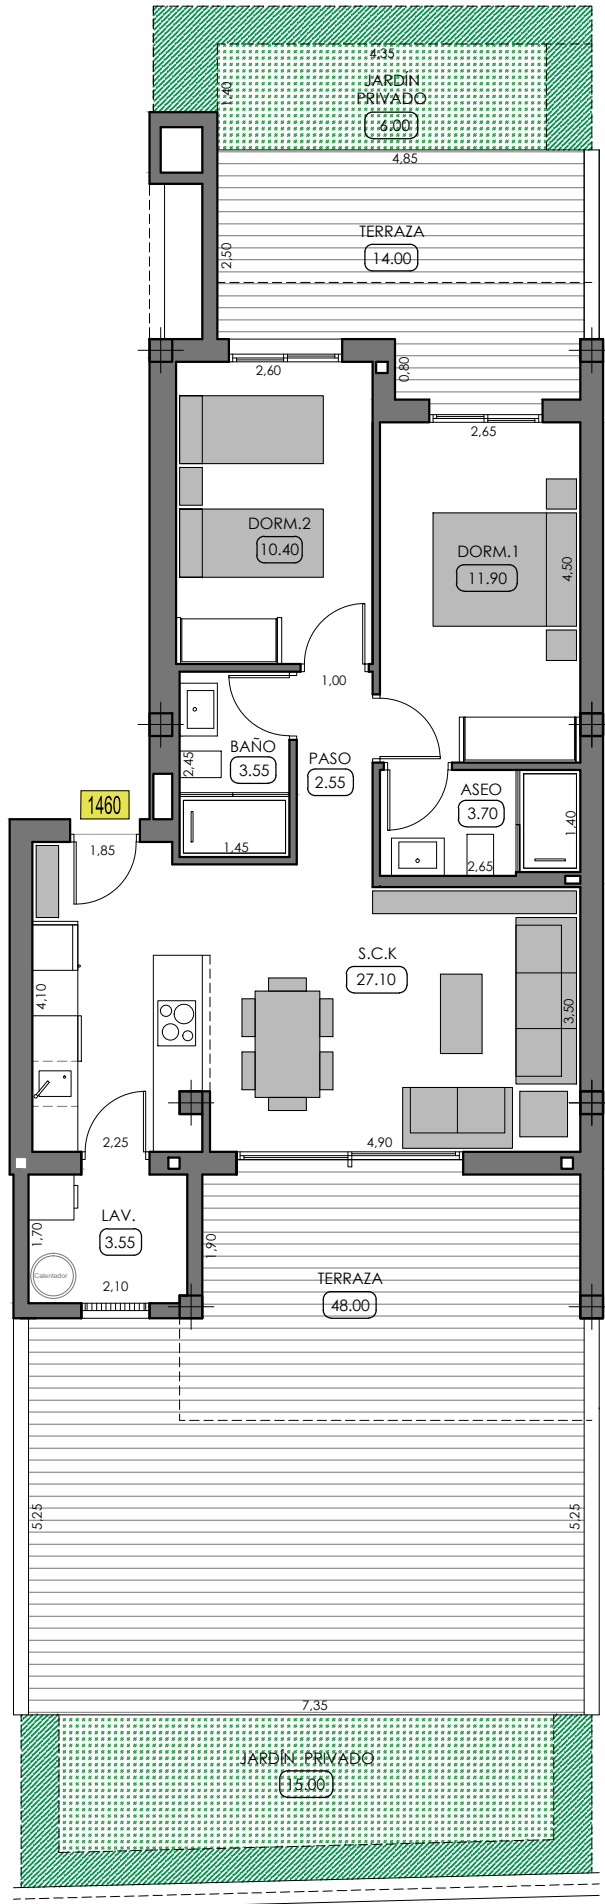 4,35
1,40
JARDÍN
PRIVADO
6.00
4,85
TERRAZA
14.00
2,50
2,60
0,80
2,65
DORM.2
10.40
DORM.1
11.90
4,50
1,00
BAÑO
3.55
2,45
PASO
2.55
ASEO
3.70
1,40
2,65
1460
1,85
1,45
S.C.K
27.10
4,10
3,50
2,25
4,90
LAV.
3.55
1,70
1,90
Calentador
2,10
TERRAZA
48.00
5,25
5,25
7,35
JARDÍN PRIVADO
15.00